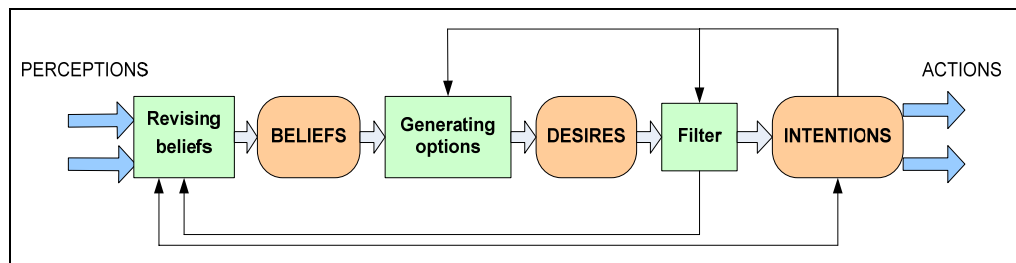 PERCEPTIONS
Revising
beliefs
BELIEFS
Generating
options
DESIRES
Filter
INTENTIONS
ACTIONS